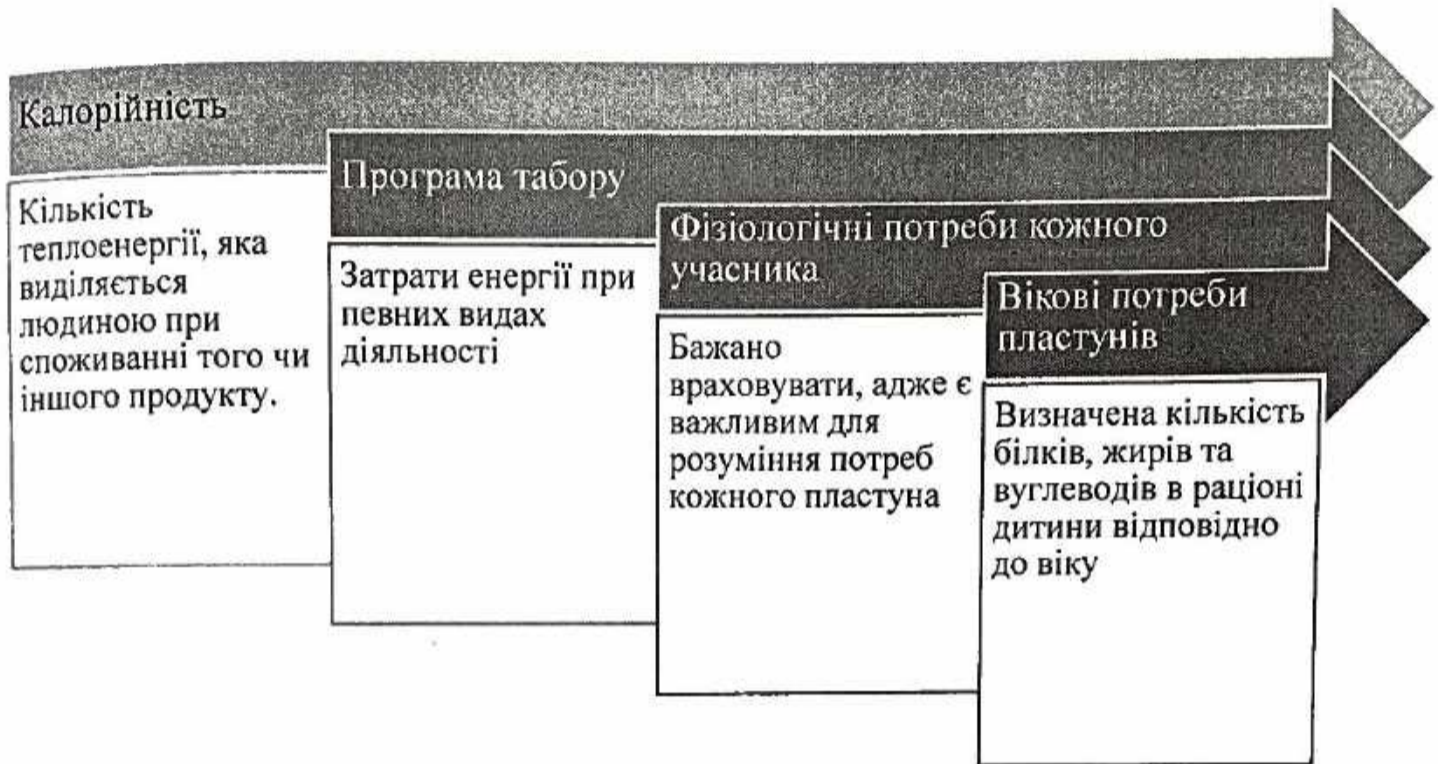 Калорійність
Кількість
теплоенергії, яка
виділяється
людиною при
споживанні того чи
іншого продукту.
Програма табору
Затрати енергії при
певних видах
діяльності
Фізіологічні потреби кожного
учасника
Бажано
враховувати, адже є
важливим для
розуміння потреб
кожного пластуна
Вікові потреби
пластунів
Визначена кількість
білків, жирів та
вуглеводів в раціоні
дитини відповідно
до віку